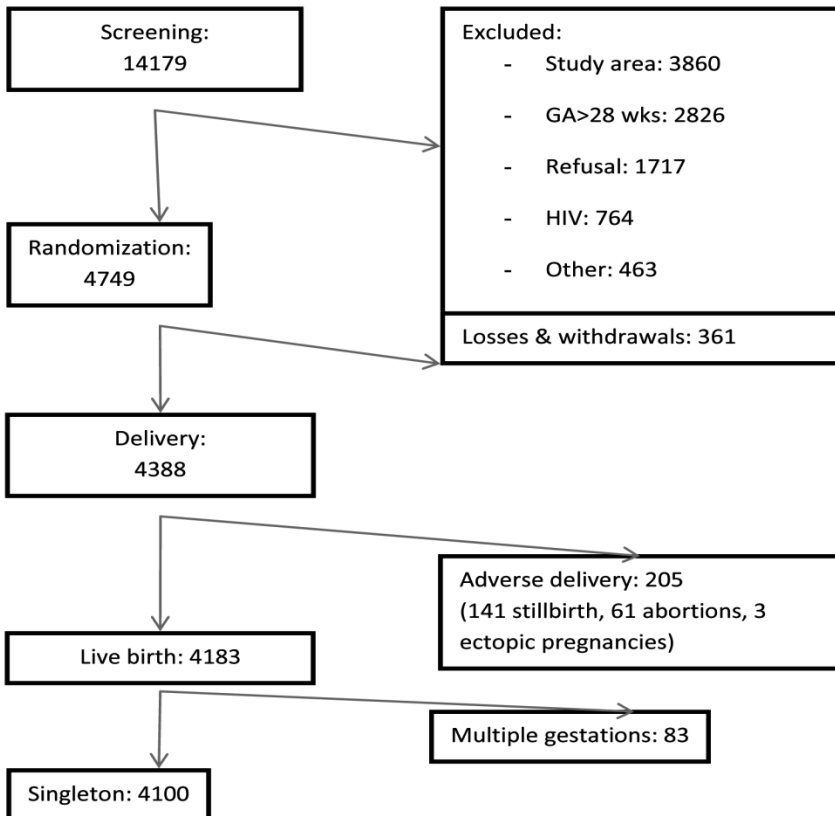 Screening:
14179
Excluded:
- Study area: 3860
- GA>28 wks: 2826
- Refusal: 1717
- HIV: 764
- Other: 463
Randomization:
4749
Losses & withdrawals: 361
Delivery:
4388
Adverse delivery: 205
(141 stillbirth, 61 abortions, 3
ectopic pregnancies)
Live birth: 4183
Multiple gestations: 83
Singleton: 4100